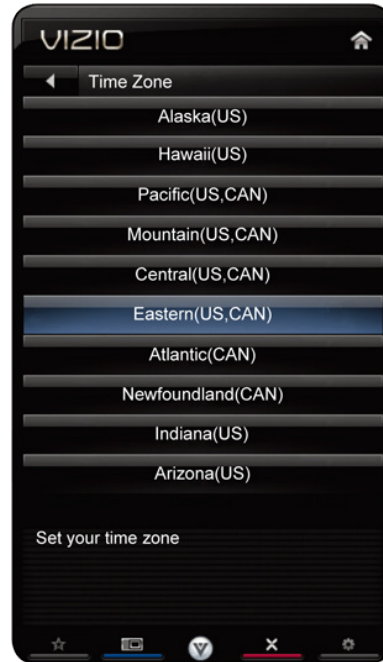 VIZIO
Time Zone
Alaska(US)
Hawaii(US)
Pacific(US,CAN)
Mountain(US,CAN)
Central(US,CAN)
Eastern(US,CAN)
Atlantic(CAN)
Newfoundland(CAN)
Indiana(US)
Arizona(US)
Set your time zone
V